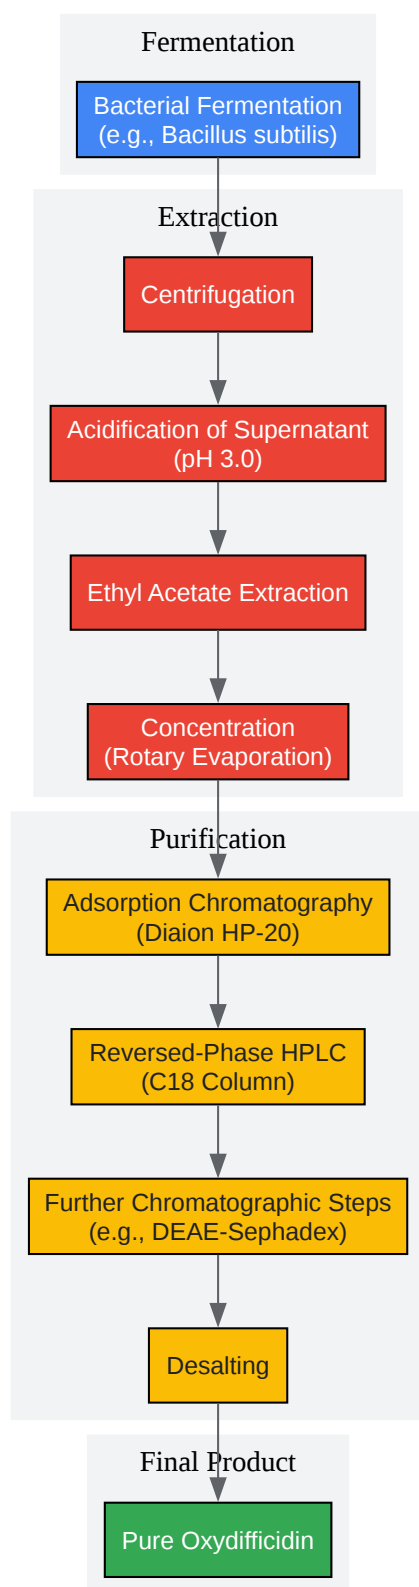 Fermentation
Bacterial Fermentation
(e.g., Bacillus subtilis)
Extraction
Centrifugation
Acidification of Supernatant
(pH 3.0)
Ethyl Acetate Extraction
Concentration
(Rotary Evaporation)
Purification
Adsorption Chromatography
(Diaion HP-20)
Reversed-Phase HPLC
(C18 Column)
Further Chromatographic Steps
(e.g., DEAE-Sephadex)
Desalting
Final Product
Pure Oxydifficidin